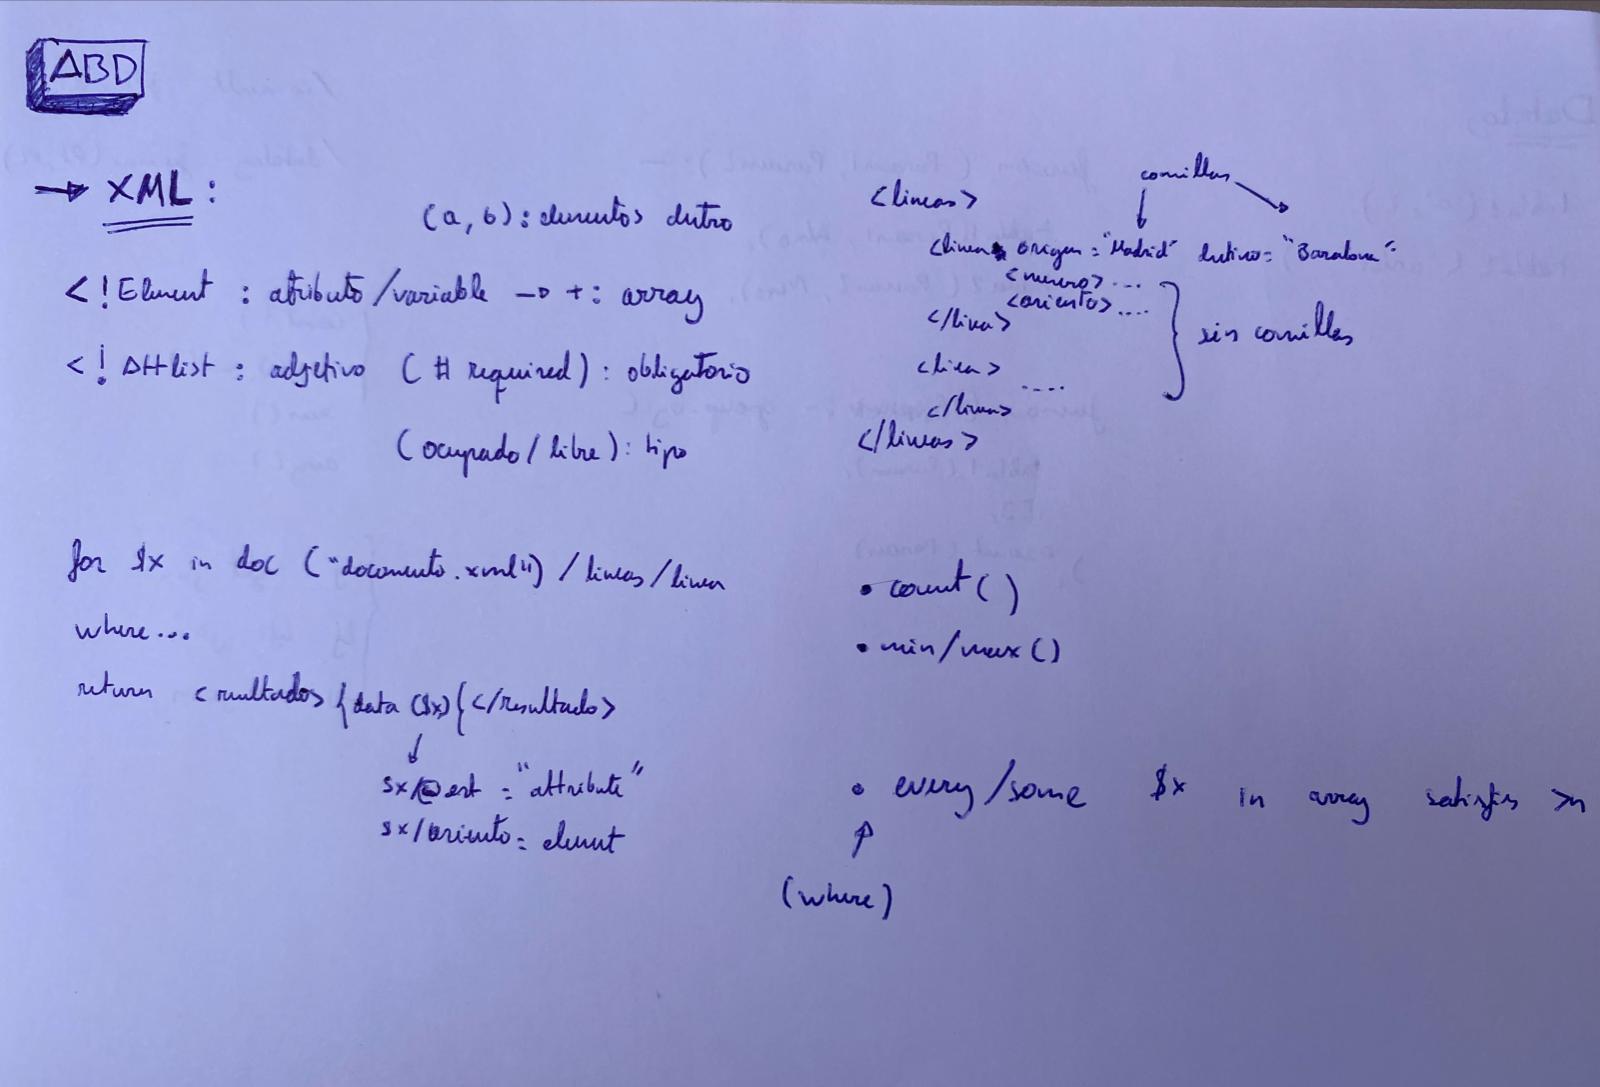 ABD
→ XML:
(a, b): elementos dentro
<!Element : atributo/variable → +: array
<! Attlist : adjetivo (# required): obligatorio
(ocupado/libre): tipo
comillas
<lineas>
<linea origen = "Madrid" destino= "Barcelona"
<numero> ...
<asientos> ....
</linea>
sin comillas
<linea>
....
</linea>
</lineas>
for $x in doc ("documento.xml") /lineas/linea
where...
return <resultados {data ($x){</resultado>
$x/@est = "attribute"
$x/asiento = element
• count()
• min/max()
• every/some $x in array satisfies >n
(where)